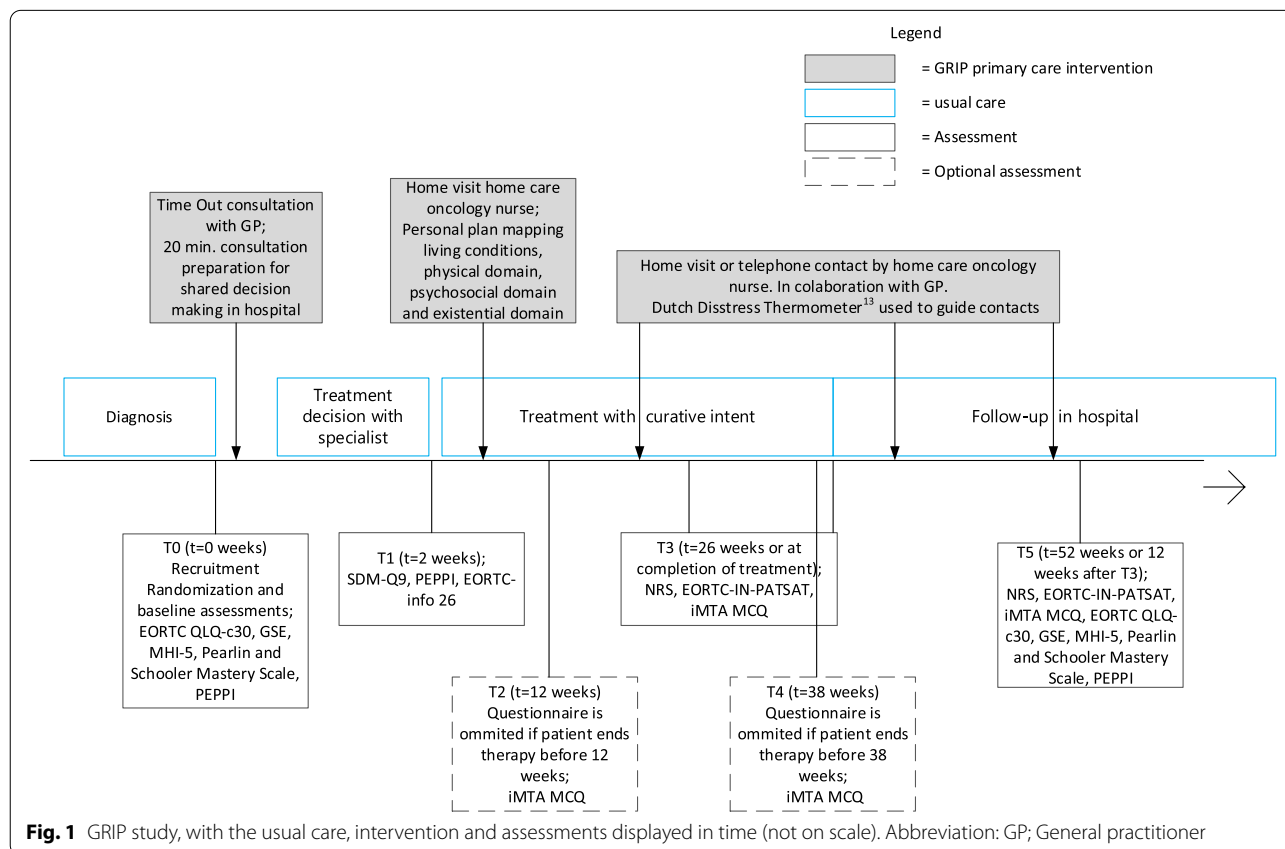 Legend
= GRIP primary care intervention
= usual care
= Assessment
= Optional assessment
Time Out consultation
with GP;
20 min. consultation
preparation for
shared decision
making in hospital
Home visit home care
oncology nurse;
Personal plan mapping
living conditions,
physical domain,
psychosocial domain
and existential domain
Home visit or telephone contact by home care oncology
nurse. In colaboration with GP.
Dutch Disstress Thermometer13 used to guide contacts
Diagnosis
Treatment
decision with
specialist
Treatment with curative intent
Follow-up in hospital
T0 (t=0 weeks)
Recruitment
Randomization and
baseline assessments;
EORTC QLQ-c30, GSE,
MHI-5, Pearlin and
Schooler Mastery Scale,
PEPPI
T1 (t=2 weeks);
SDM-Q9, PEPPI, EORTC-
info 26
T2 (t=12 weeks)
Questionnaire is
ommited if patient ends
therapy before 12
weeks;
iMTA MCQ
T3 (t=26 weeks or at
completion of treatment);
NRS, EORTC-IN-PATSAT,
iMTA MCQ
T4 (t=38 weeks)
Questionnaire is
ommited if patient ends
therapy before 38
weeks;
iMTA MCQ
T5 (t=52 weeks or 12
weeks after T3);
NRS, EORTC-IN-PATSAT,
iMTA MCQ, EORTC QLQ-
c30, GSE, MHI-5, Pearlin
and Schooler Mastery
Scale, PEPPI
Fig. 1 GRIP study, with the usual care, intervention and assessments displayed in time (not on scale). Abbreviation: GP; General practitioner